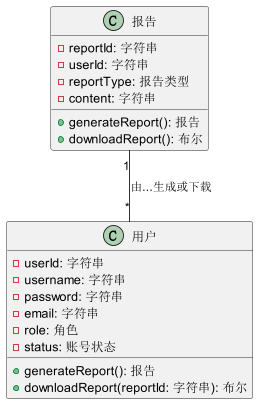 C 报告
reportId: 字符串
userId: 字符串
reportType: 报告类型
content: 字符串
generateReport(): 报告
downloadReport(): 布尔
1
由...生成或下载
*
C 用户
userId: 字符串
username: 字符串
password: 字符串
email: 字符串
role: 角色
status: 账号状态
generateReport(): 报告
downloadReport(reportId: 字符串): 布尔